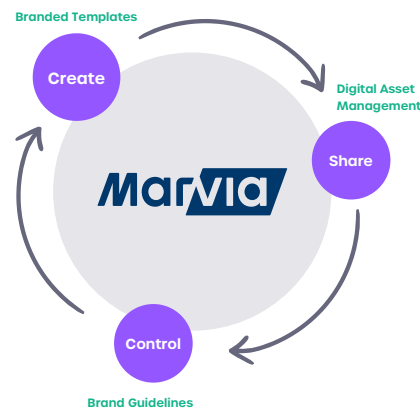 Branded Templates
Create
Digital Asset
Management
Share
Marvia
Control
Brand Guidelines